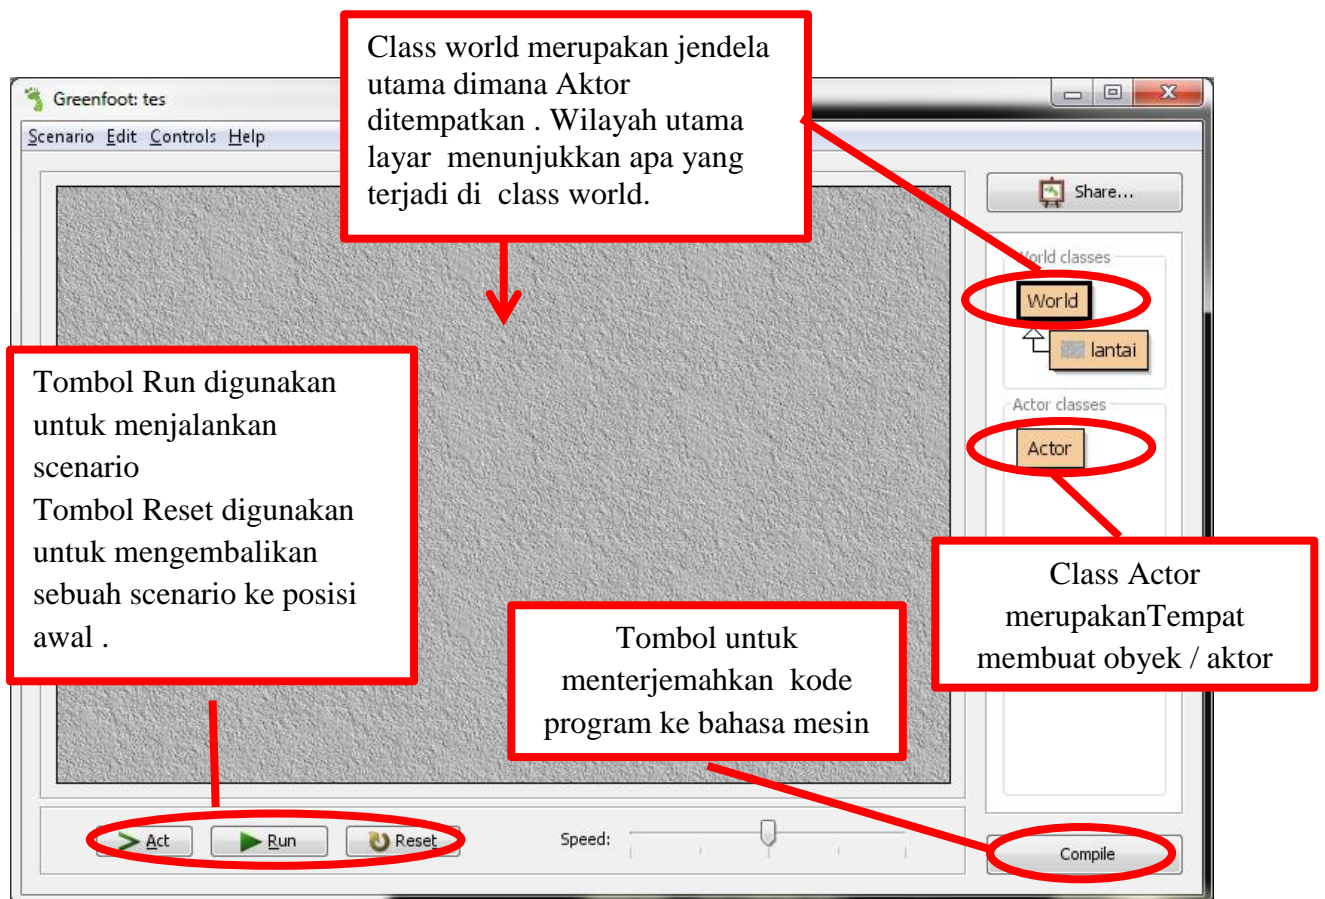 Class world merupakan jendela
utama dimana Aktor
ditempatkan . Wilayah utama
layar  menunjukkan apa yang
terjadi di  class world.
Greenfoot: tes
Scenario Edit Controls Help
Share...
World classes
World
lantai
Tombol Run digunakan
untuk menjalankan
scenario
Tombol Reset digunakan
untuk mengembalikan
sebuah scenario ke posisi
awal .
Actor classes
Actor
Class Actor
merupakanTempat
membuat obyek / aktor
Tombol untuk
menterjemahkan  kode
program ke bahasa mesin
Act
Run
Reset
Speed:
Compile